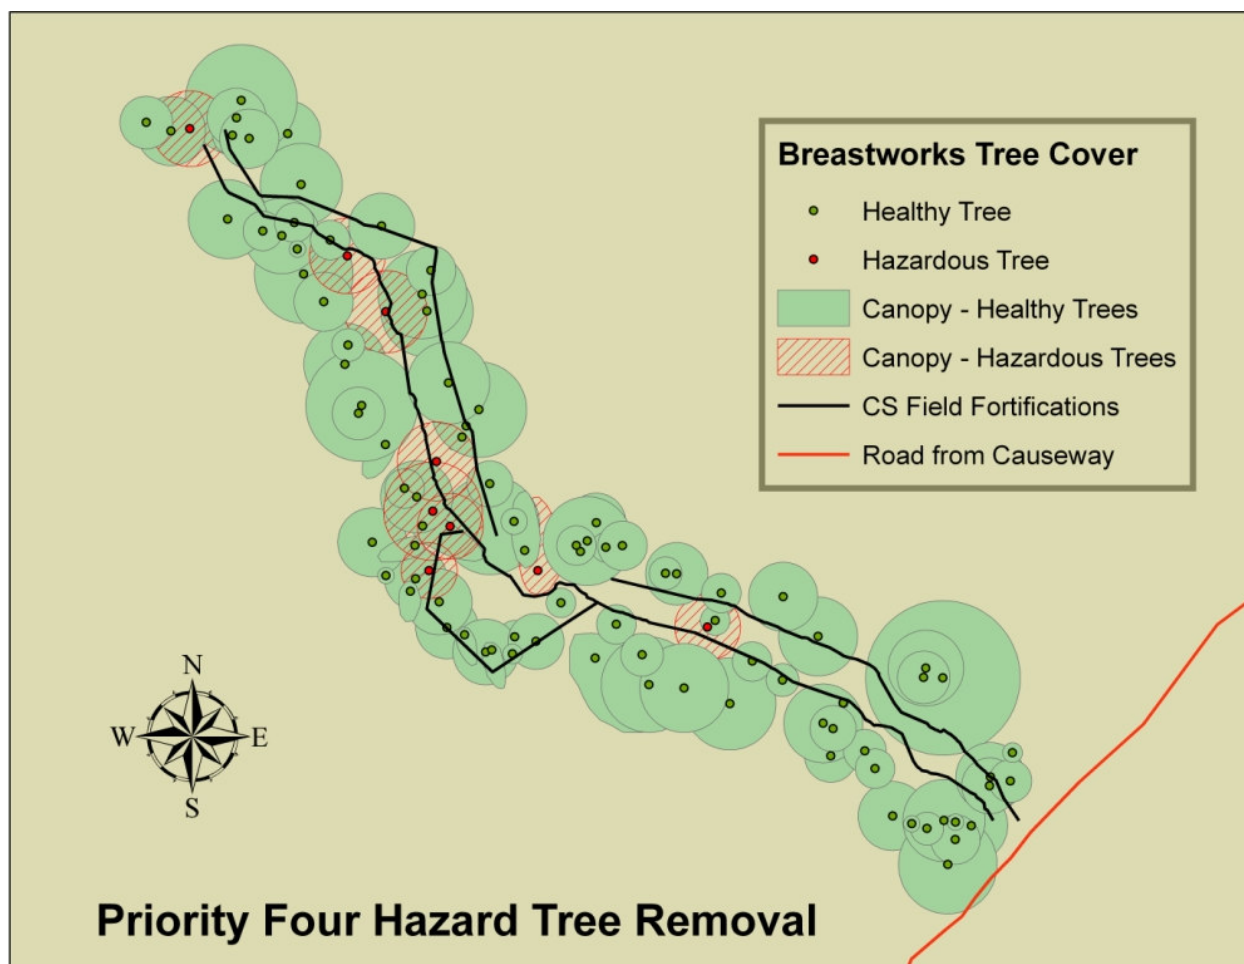 Breastworks Tree Cover
Healthy Tree
Hazardous Tree
Canopy - Healthy Trees
Canopy - Hazardous Trees
CS Field Fortifications
Road from Causeway
N
W E
S
Priority Four Hazard Tree Removal